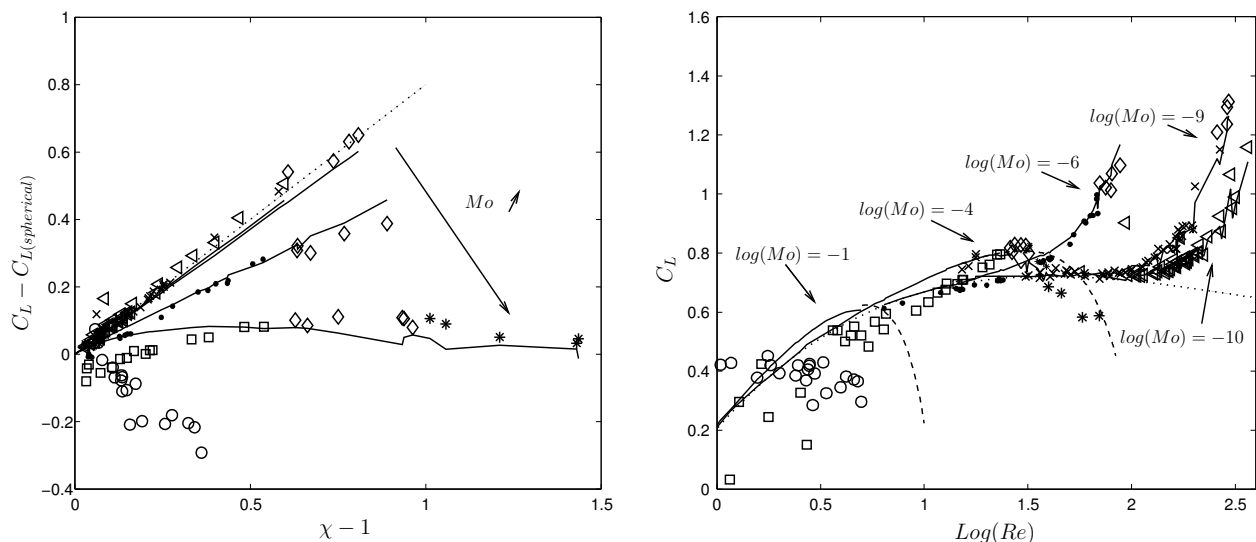 1
0.8
0.6
0.4
0.2
0
−0.2
−0.4
0
0.5
1
1.5
χ − 1
C_L − C_{L(spherical)}
Mo
1.6
1.4
1.2
1
0.8
0.6
0.4
0.2
0
0
0.5
1
1.5
2
2.5
Log(Re)
C_L
log(Mo) = −9
log(Mo) = −6
log(Mo) = −4
log(Mo) = −1
log(Mo) = −10